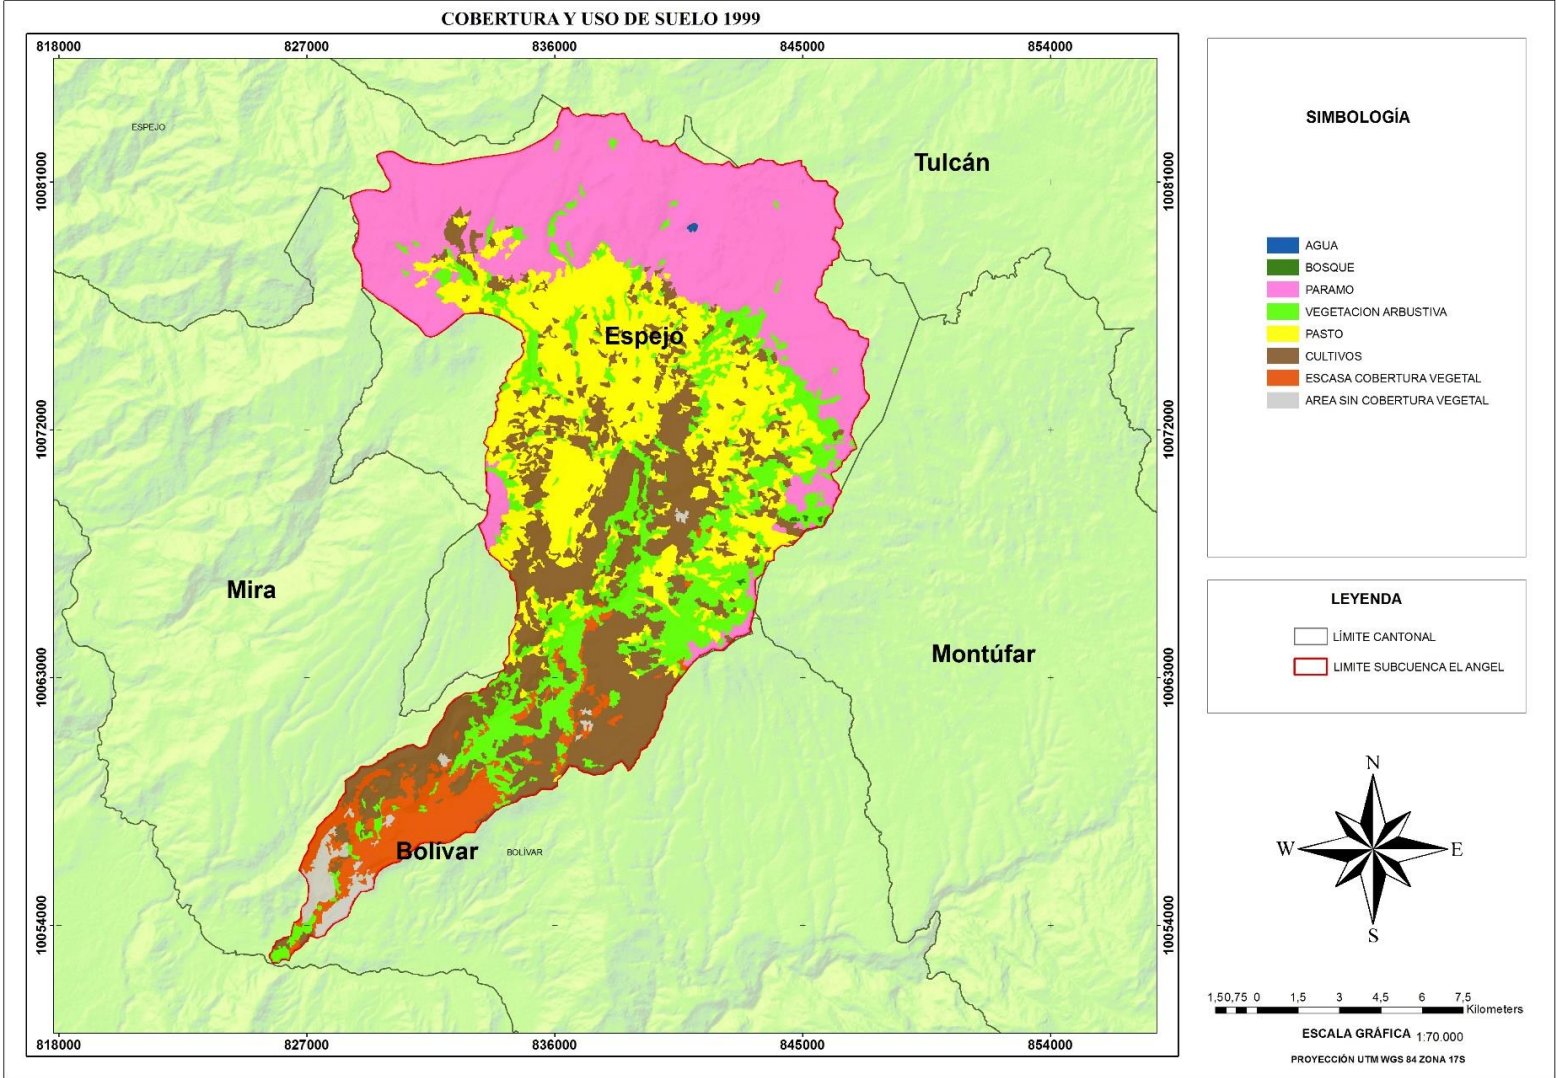 COBERTURA Y USO DE SUELO 1999
818000 827000 836000 845000 854000
10081000 10081000
10072000 10072000
10063000 10063000
10054000 10054000
818000 827000 836000 845000 854000
ESPEJO
Tulcán
Espejo
Mira
Montúfar
Bolívar
BOLÍVAR
SIMBOLOGÍA
AGUA
BOSQUE
PARAMO
VEGETACION ARBUSTIVA
PASTO
CULTIVOS
ESCASA COBERTURA VEGETAL
AREA SIN COBERTURA VEGETAL
LEYENDA
LÍMITE CANTONAL
LIMITE SUBCUENCA EL ANGEL
N
W E
S
1,50,75 0 1,5 3 4,5 6 7,5
Kilometers
ESCALA GRÁFICA 1:70.000
PROYECCIÓN UTM WGS 84 ZONA 17S